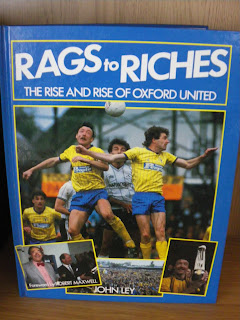 RAGS to RICHES
THE RISE AND RISE OF OXFORD UNITED
Foreword by ROBERT MAXWELL
JOHN LEY